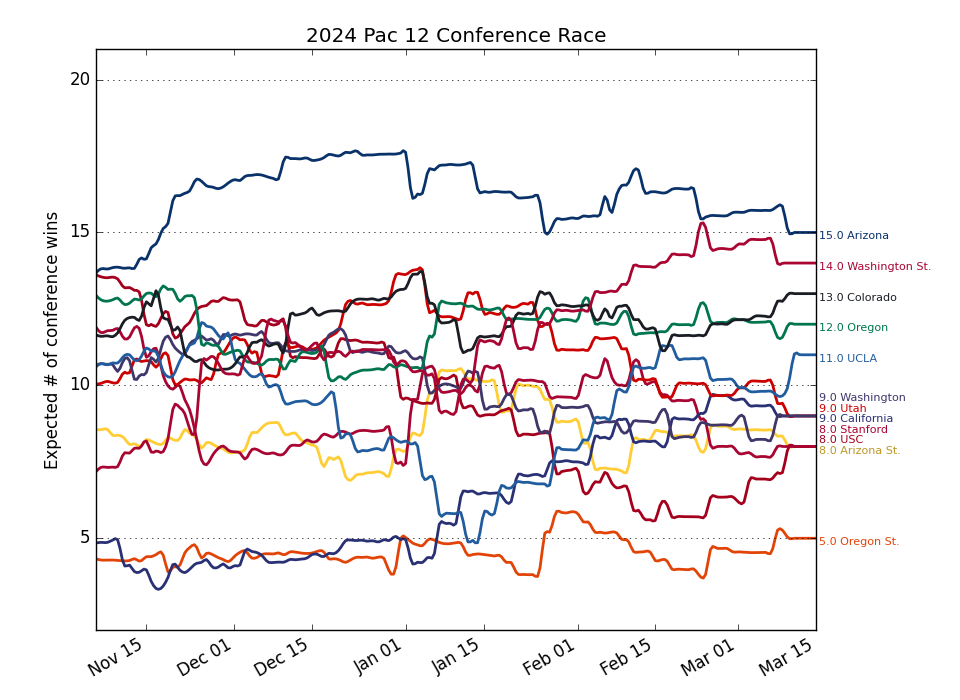 2024 Pac 12 Conference Race
Expected # of conference wins
20
15
10
5
15.0 Arizona
14.0 Washington St.
13.0 Colorado
12.0 Oregon
11.0 UCLA
9.0 Washington
9.0 Utah
9.0 California
8.0 Stanford
8.0 USC
8.0 Arizona St.
5.0 Oregon St.
Nov 15
Dec 01
Dec 15
Jan 01
Jan 15
Feb 01
Feb 15
Mar 01
Mar 15